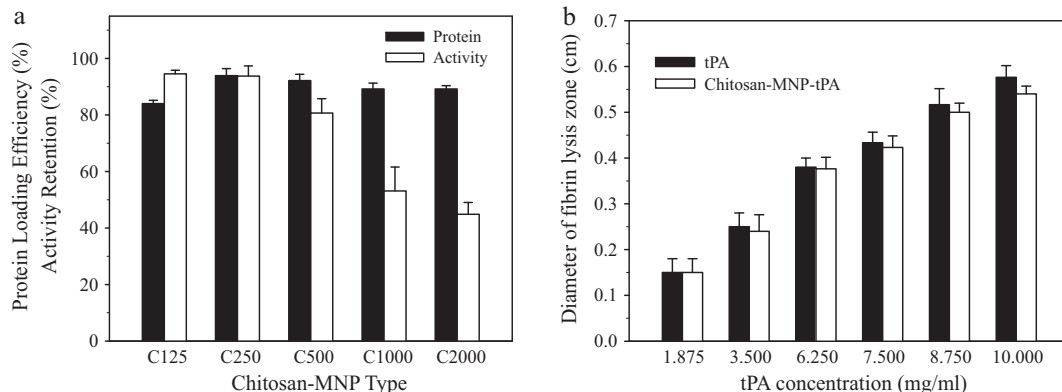 a
Protein Loading Efficiency (%)
Activity Retention (%)
100
80
60
40
20
0
Protein
Activity
C125 C250 C500 C1000 C2000
Chitosan-MNP Type
b
Diameter of fibrin lysis zone (cm)
0.7
0.6
0.5
0.4
0.3
0.2
0.1
0.0
tPA
Chitosan-MNP-tPA
1.875 3.500 6.250 7.500 8.750 10.000
tPA concentration (mg/ml)